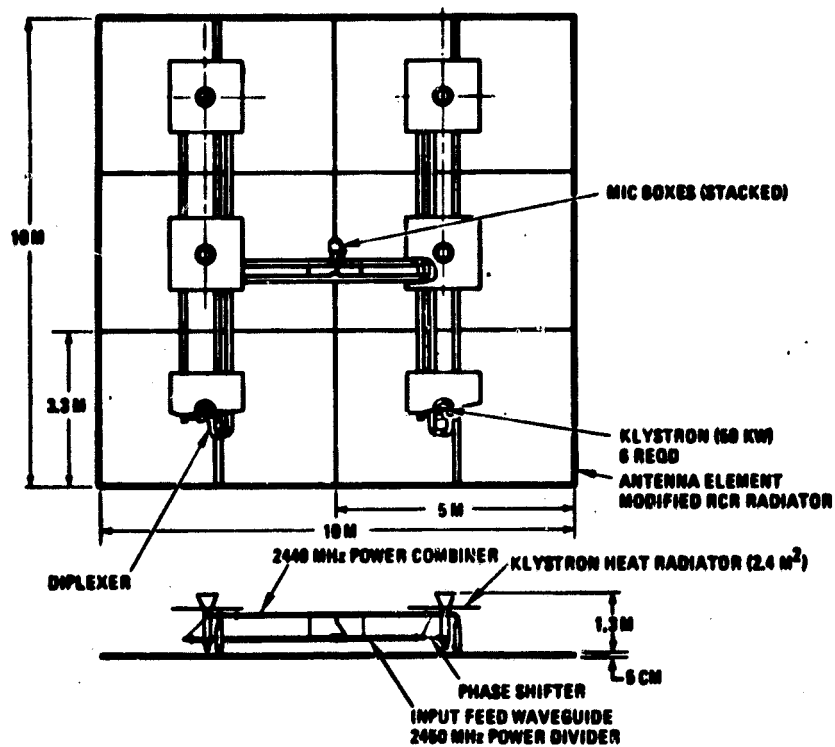 10 M
MIC BOXES (STACKED)
3.3 M
KLYSTRON (50 KW)
6 REQD
ANTENNA ELEMENT
MODIFIED RCR RADIATOR
5 M
10 M
DIPLEXER
2440 MHz POWER COMBINER
KLYSTRON HEAT RADIATOR (2.4 M²)
1.3 M
5 CM
PHASE SHIFTER
INPUT FEED WAVEGUIDE
2450 MHz POWER DIVIDER